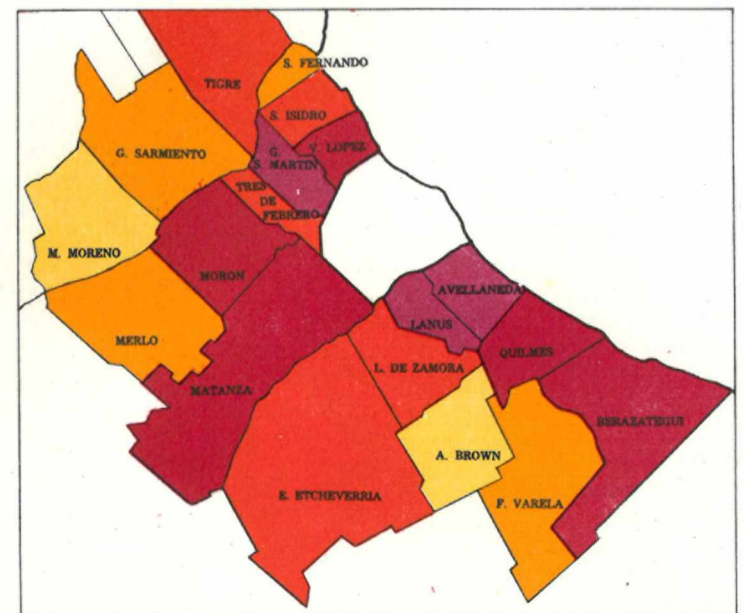 S. FERNANDO
TIGRE
S. ISIDRO
V. LOPEZ
G.
S. MARTIN
G. SARMIENTO
TRES
DE
FEBRERO
M. MORENO
MORON
AVELLANEDA
LANUS
MERLO
QUILMES
L. DE ZAMORA
MATANZA
BERAZATEGUI
A. BROWN
E. ETCHEVERRIA
F. VARELA